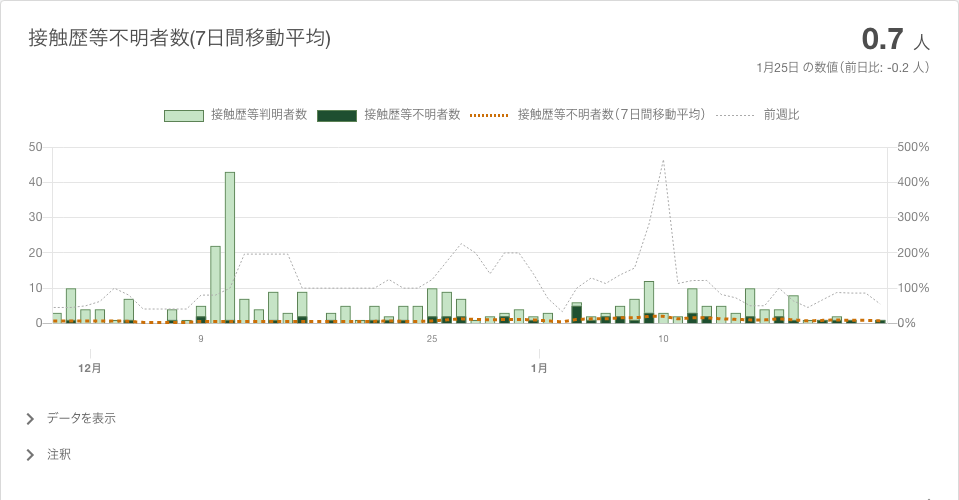 接触歴等不明者数(7日間移動平均)
0.7 人
1月25日 の数値（前日比: -0.2 人）
接触歴等判明者数 接触歴等不明者数 接触歴等不明者数（7日間移動平均） 前週比
50 500%
40 400%
30 300%
20 200%
10 100%
0 0%
9 25 10
12月 1月
データを表示
注釈